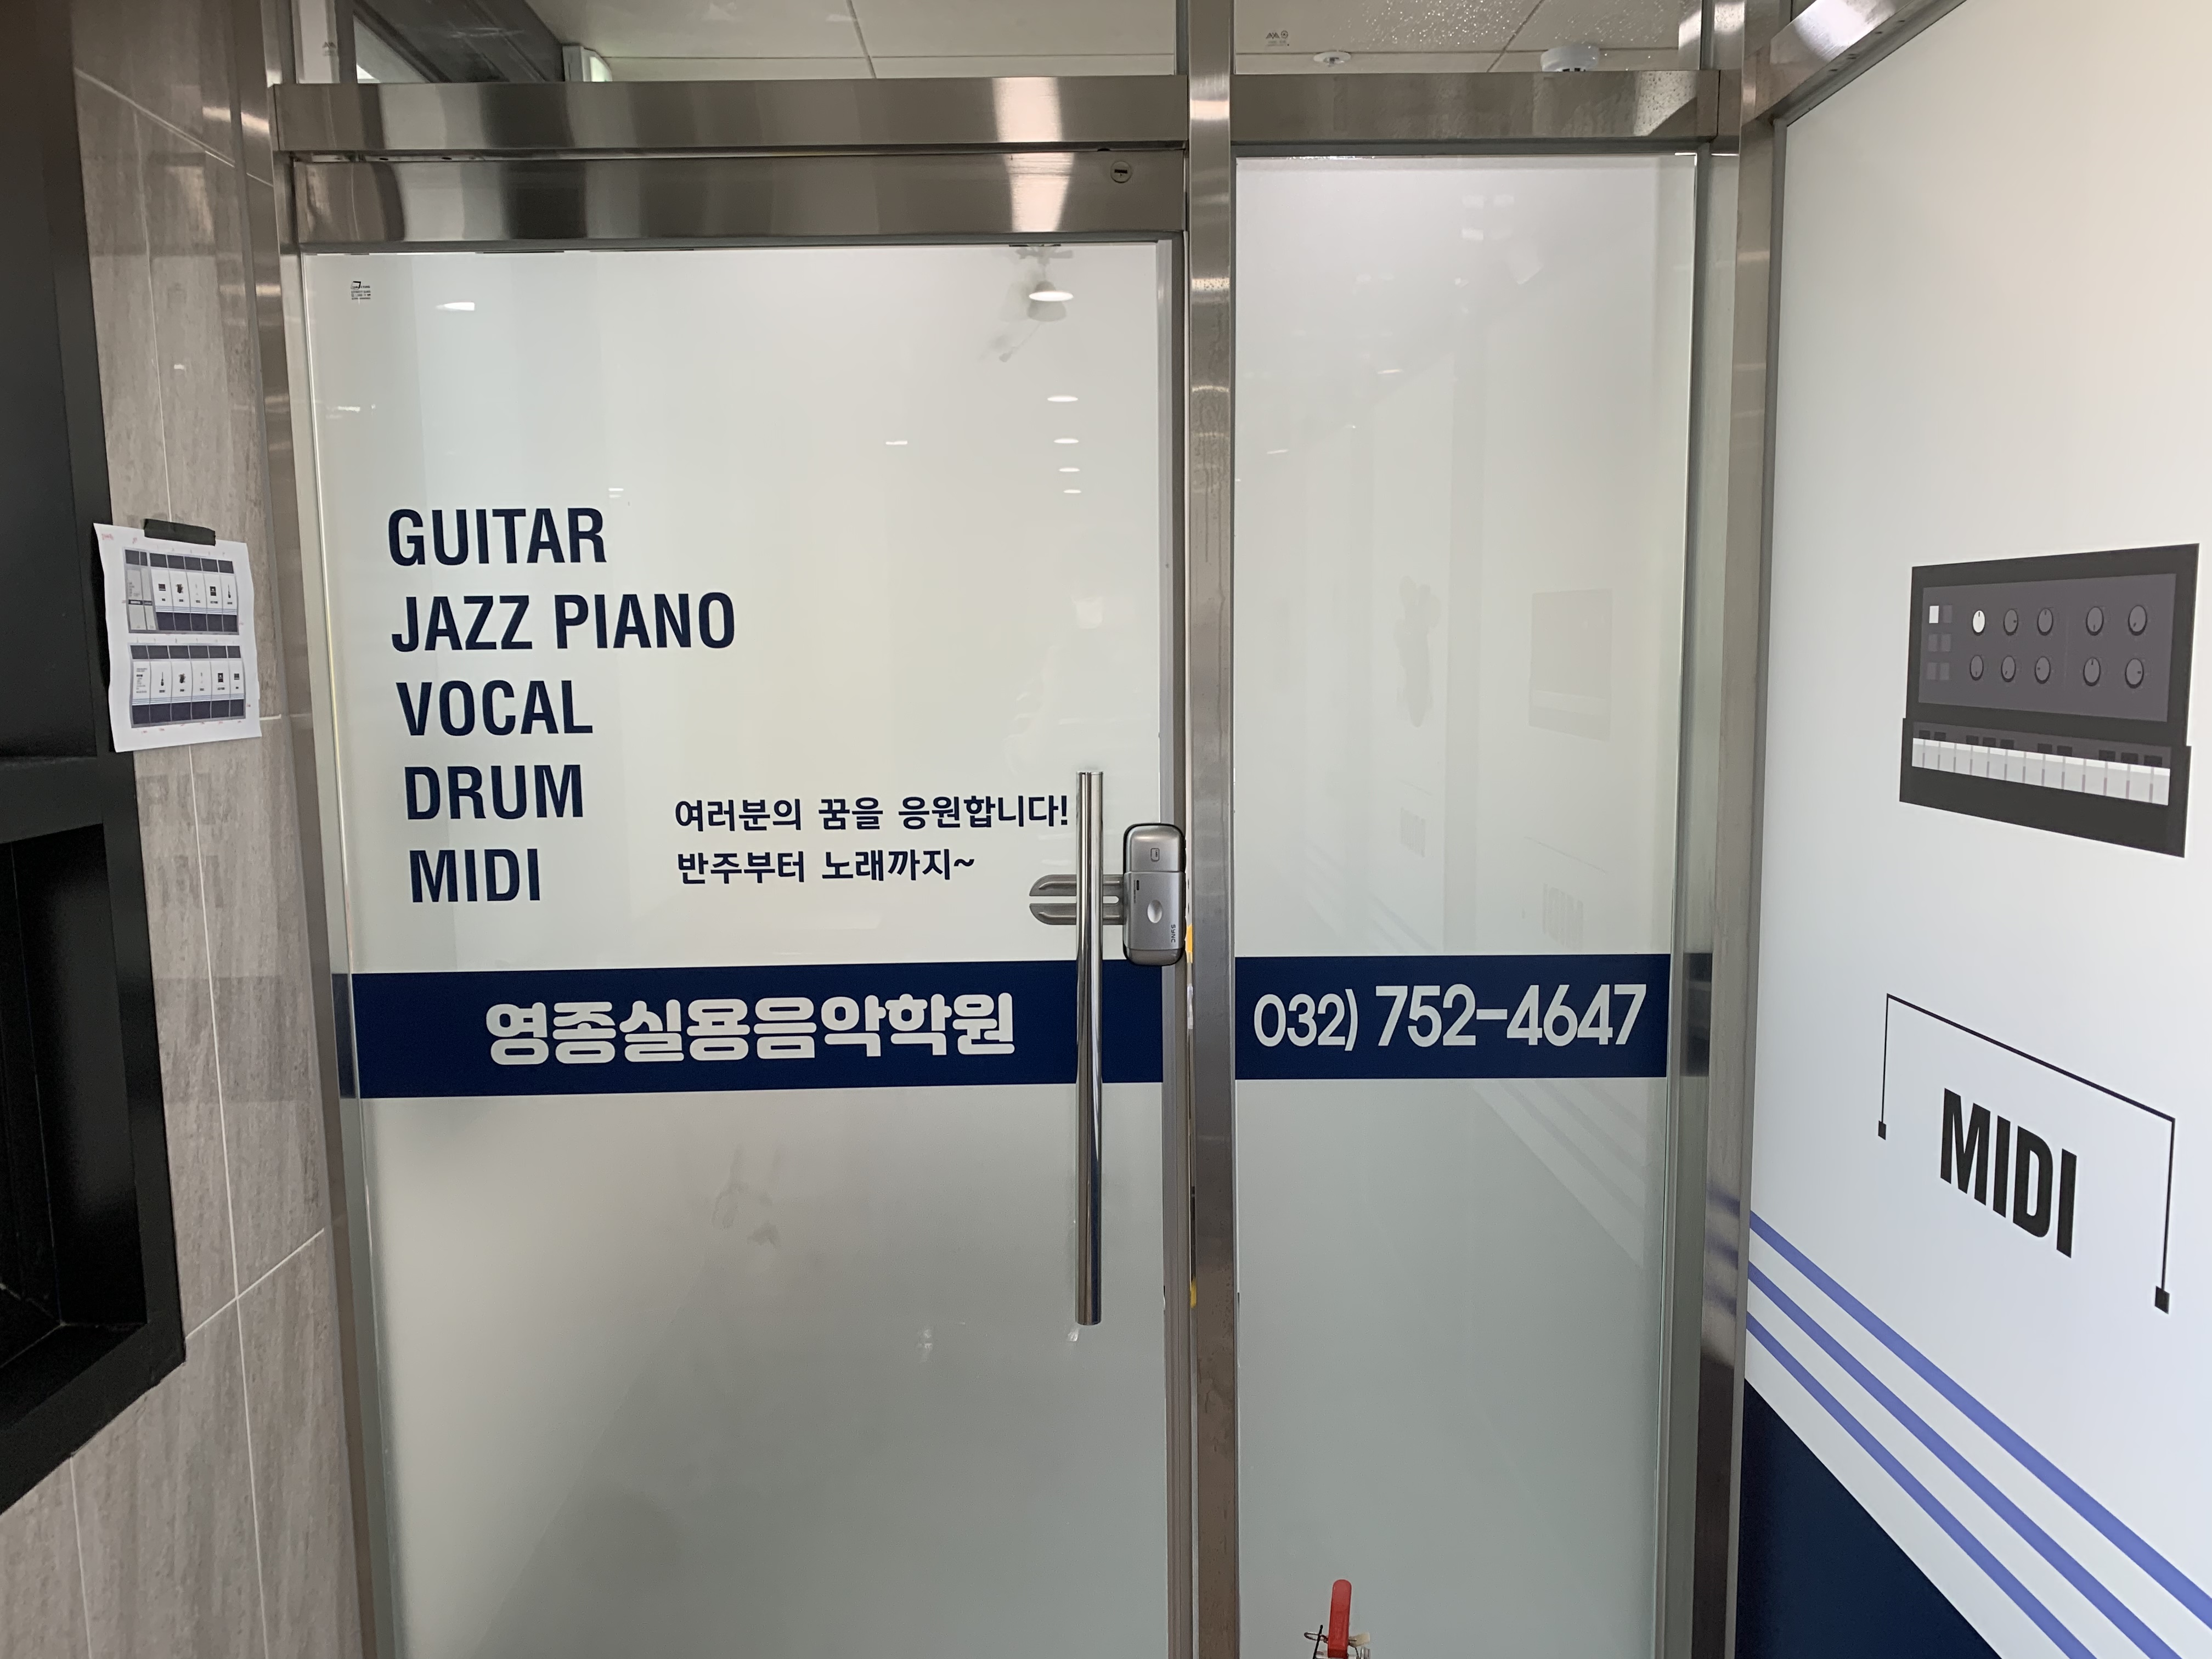 GUITAR
JAZZ PIANO
VOCAL
DRUM
MIDI
여러분의 꿈을 응원합니다!
반주부터 노래까지~
영종실용음악학원
032) 752-4647
MIDI